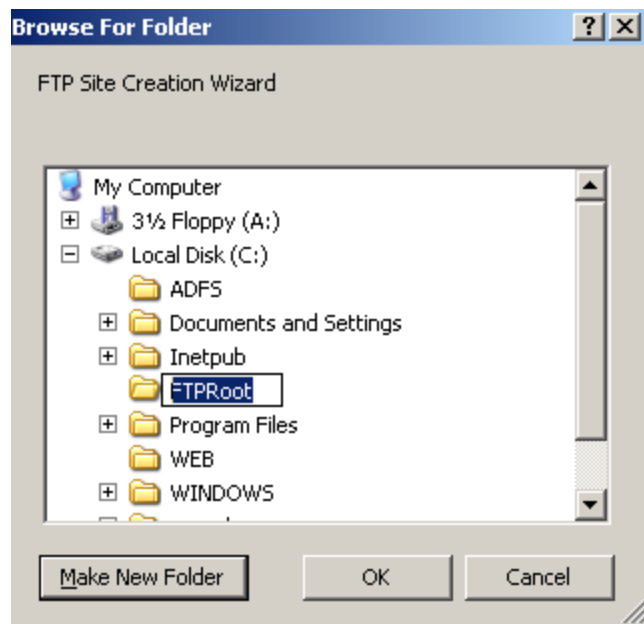 Browse For Folder
FTP Site Creation Wizard
My Computer
3½ Floppy (A:)
Local Disk (C:)
ADFS
Documents and Settings
Inetpub
FTPRoot
Program Files
WEB
WINDOWS
Make New Folder OK Cancel